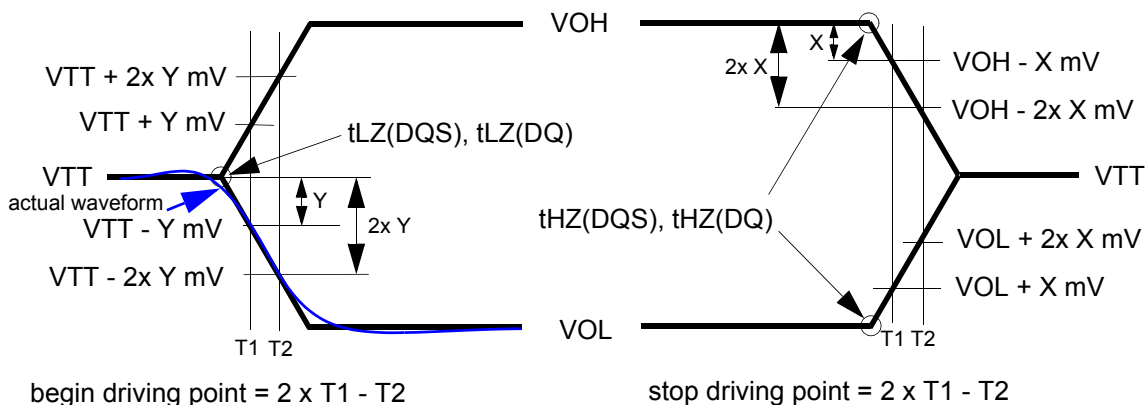 VOH
VTT + 2x Y mV
VTT + Y mV
tLZ(DQS), tLZ(DQ)
VTT
actual waveform
VTT - Y mV
VTT - 2x Y mV
Y
2x Y
VOL
T1 T2
begin driving point = 2 x T1 - T2
X
2x X
VOH - X mV
VOH - 2x X mV
VTT
tHZ(DQS), tHZ(DQ)
VOL + 2x X mV
VOL + X mV
T1 T2
stop driving point = 2 x T1 - T2